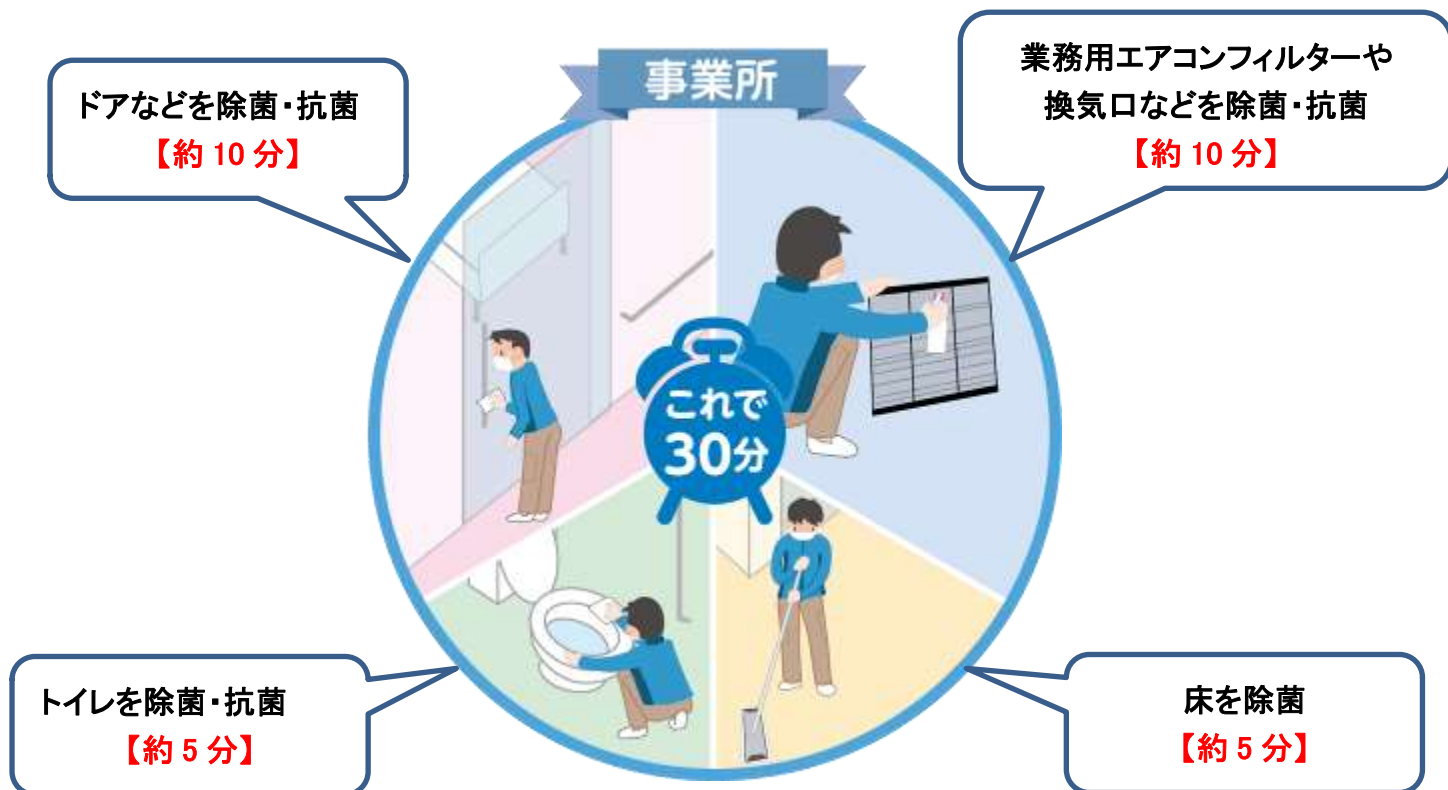 事業所
ドアなどを除菌・抗菌
【約 10 分】
業務用エアコンフィルターや
換気口などを除菌・抗菌
【約 10 分】
これで
30分
トイレを除菌・抗菌
【約 5 分】
床を除菌
【約 5 分】